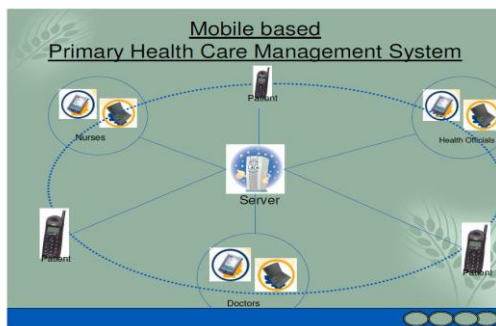 Mobile based
Primary Health Care Management System
Patient
Nurses
Health Officials
Server
Patient
Patient
Doctors